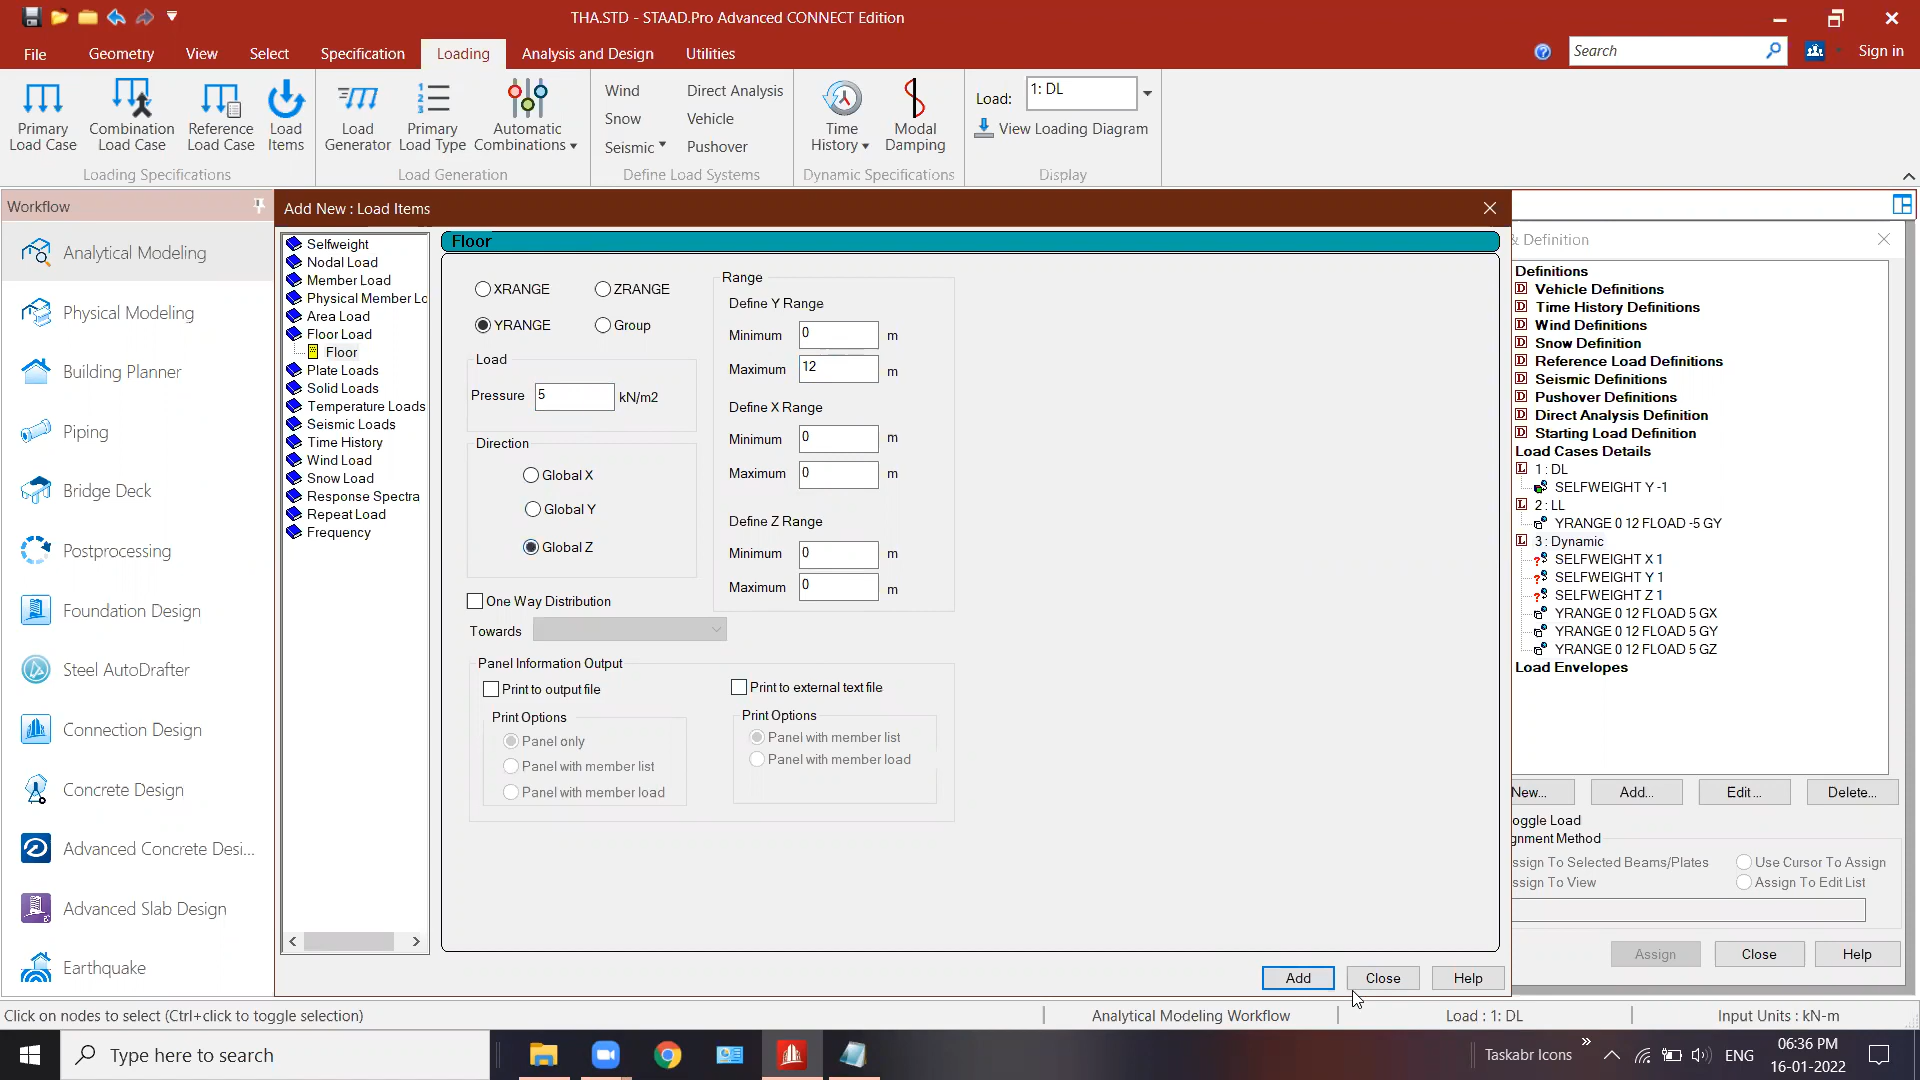 THA.STD - STAAD.Pro Advanced CONNECT Edition
File
Geometry
View
Select
Specification
Loading
Analysis and Design
Utilities
Search
Sign in
Primary
Load Case
Combination
Load Case
Reference
Load Case
Load
Items
Loading Specifications
Load
Generator
Primary
Load Type
Automatic
Combinations
Load Generation
Wind
Snow
Seismic
Direct Analysis
Vehicle
Pushover
Define Load Systems
Time
History
Modal
Damping
Dynamic Specifications
Load: 1: DL
View Loading Diagram
Display
Workflow
Analytical Modeling
Physical Modeling
Building Planner
Piping
Bridge Deck
Postprocessing
Foundation Design
Steel AutoDrafter
Connection Design
Concrete Design
Advanced Concrete Desi...
Advanced Slab Design
Earthquake
Add New : Load Items
Selfweight
Nodal Load
Member Load
Physical Member Lo
Area Load
Floor Load
Floor
Plate Loads
Solid Loads
Temperature Loads
Seismic Loads
Time History
Wind Load
Snow Load
Response Spectra
Repeat Load
Frequency
Floor
XRANGE
ZRANGE
YRANGE
Group
Load
Pressure 5 kN/m2
Direction
Global X
Global Y
Global Z
One Way Distribution
Towards
Range
Define Y Range
Minimum 0 m
Maximum 12 m
Define X Range
Minimum 0 m
Maximum 0 m
Define Z Range
Minimum 0 m
Maximum 0 m
Panel Information Output
Print to output file
Print Options
Panel only
Panel with member list
Panel with member load
Print to external text file
Print Options
Panel with member list
Panel with member load
Add
Close
Help
& Definition
Definitions
Vehicle Definitions
Time History Definitions
Wind Definitions
Snow Definition
Reference Load Definitions
Seismic Definitions
Pushover Definitions
Direct Analysis Definition
Starting Load Definition
Load Cases Details
1 : DL
SELFWEIGHT Y -1
2 : LL
YRANGE 0 12 FLOAD -5 GY
3 : Dynamic
SELFWEIGHT X 1
SELFWEIGHT Y 1
SELFWEIGHT Z 1
YRANGE 0 12 FLOAD 5 GX
YRANGE 0 12 FLOAD 5 GY
YRANGE 0 12 FLOAD 5 GZ
Load Envelopes
New...
Add...
Edit...
Delete...
oggle Load
gnment Method
ssign To Selected Beams/Plates
Use Cursor To Assign
ssign To View
Assign To Edit List
Assign
Close
Help
Click on nodes to select (Ctrl+click to toggle selection)
Analytical Modeling Workflow
Load : 1: DL
Input Units : kN-m
Type here to search
Taskabr Icons
ENG
06:36 PM
16-01-2022